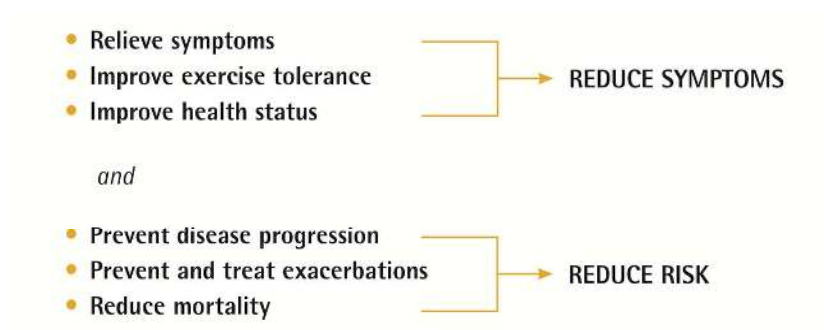 • Relieve symptoms
• Improve exercise tolerance
• Improve health status
REDUCE SYMPTOMS
and
• Prevent disease progression
• Prevent and treat exacerbations
• Reduce mortality
REDUCE RISK